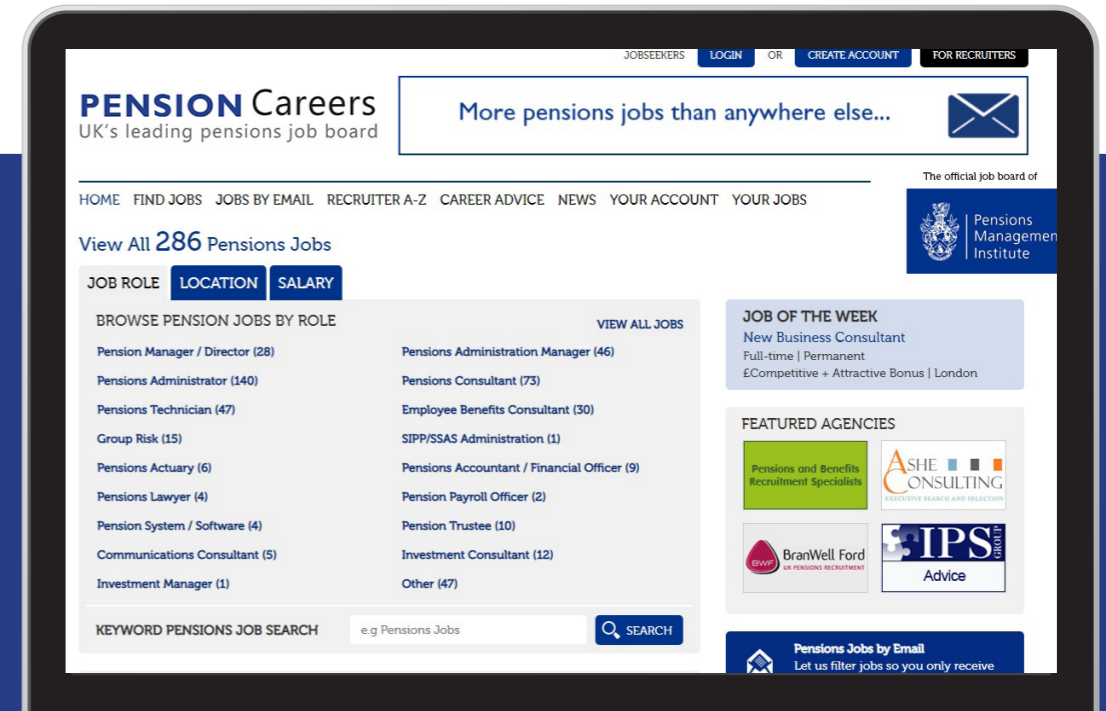 JOBSEEKERS LOGIN OR CREATE ACCOUNT FOR RECRUITERS
PENSION Careers
UK's leading pensions job board
More pensions jobs than anywhere else...
The official job board of
Pensions
Managemen
Institute
HOME FIND JOBS JOBS BY EMAIL RECRUITER A-Z CAREER ADVICE NEWS YOUR ACCOUNT YOUR JOBS
View All 286 Pensions Jobs
JOB ROLE LOCATION SALARY
BROWSE PENSION JOBS BY ROLE VIEW ALL JOBS
Pension Manager / Director (28) Pensions Administration Manager (46)
Pensions Administrator (140) Pensions Consultant (73)
Pensions Technician (47) Employee Benefits Consultant (30)
Group Risk (15) SIPP/SSAS Administration (1)
Pensions Actuary (6) Pensions Accountant / Financial Officer (9)
Pensions Lawyer (4) Pension Payroll Officer (2)
Pension System / Software (4) Pension Trustee (10)
Communications Consultant (5) Investment Consultant (12)
Investment Manager (1) Other (47)
KEYWORD PENSIONS JOB SEARCH e.g Pensions Jobs SEARCH
JOB OF THE WEEK
New Business Consultant
Full-time | Permanent
£Competitive + Attractive Bonus | London
FEATURED AGENCIES
Pensions and Benefits
Recruitment Specialists
ASHE
CONSULTING
EXECUTIVE SEARCH AND SELECTION
BWF BranWell Ford
UK PENSIONS RECRUITMENT
IPS GROUP
Advice
Pensions Jobs by Email
Let us filter jobs so you only receive